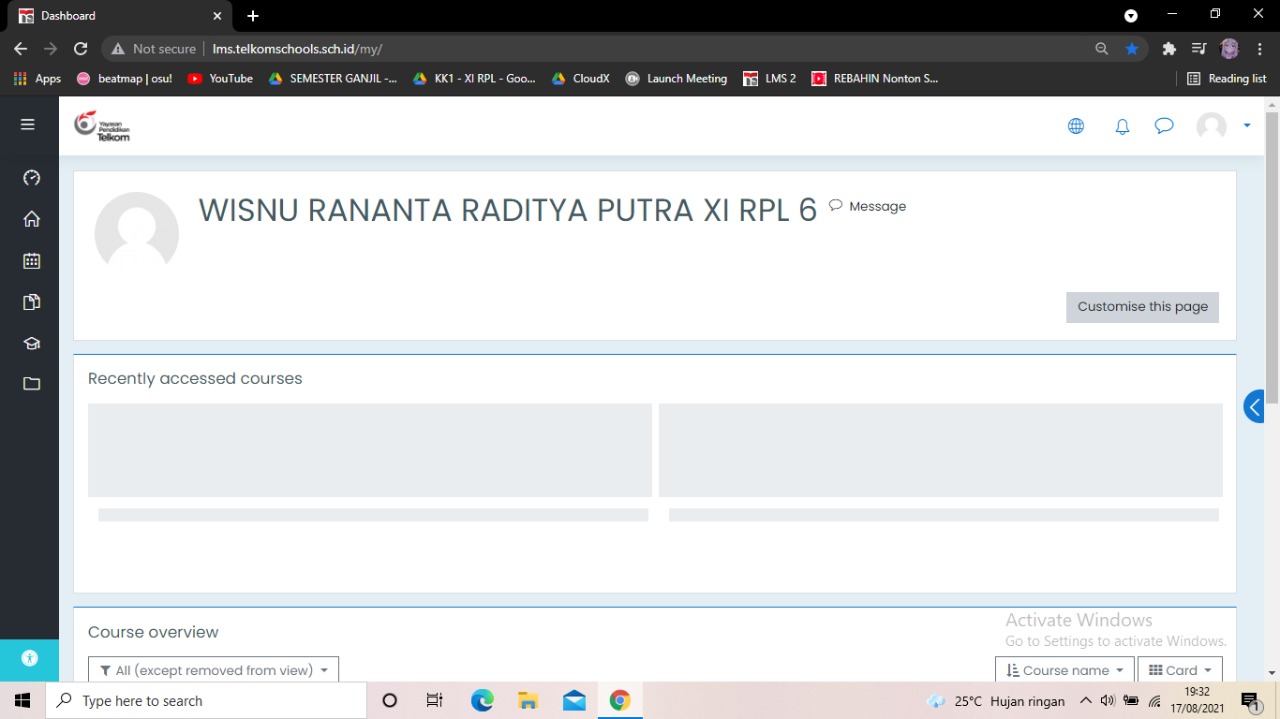 Dashboard
Not secure
lms.telkomschools.sch.id/my/
Apps
beatmap | osu!
YouTube
SEMESTER GANJIL -...
KK1 - XI RPL - Goo...
CloudX
Launch Meeting
LMS 2
REBAHIN Nonton S...
Reading list
Yayasan
Pendidikan
Telkom
WISNU RANANTA RADITYA PUTRA XI RPL 6
Message
Customise this page
Recently accessed courses
Course overview
Activate Windows
Go to Settings to activate Windows.
All (except removed from view)
Course name
Card
Type here to search
25°C Hujan ringan
19:32
17/08/2021
1